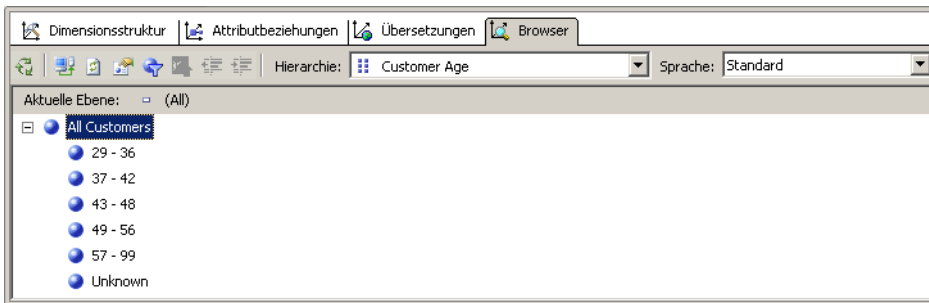 Dimensionsstruktur Attributbeziehungen Übersetzungen Browser
Hierarchie: Customer Age Sprache: Standard
Aktuelle Ebene: (All)
All Customers
29 - 36
37 - 42
43 - 48
49 - 56
57 - 99
Unknown